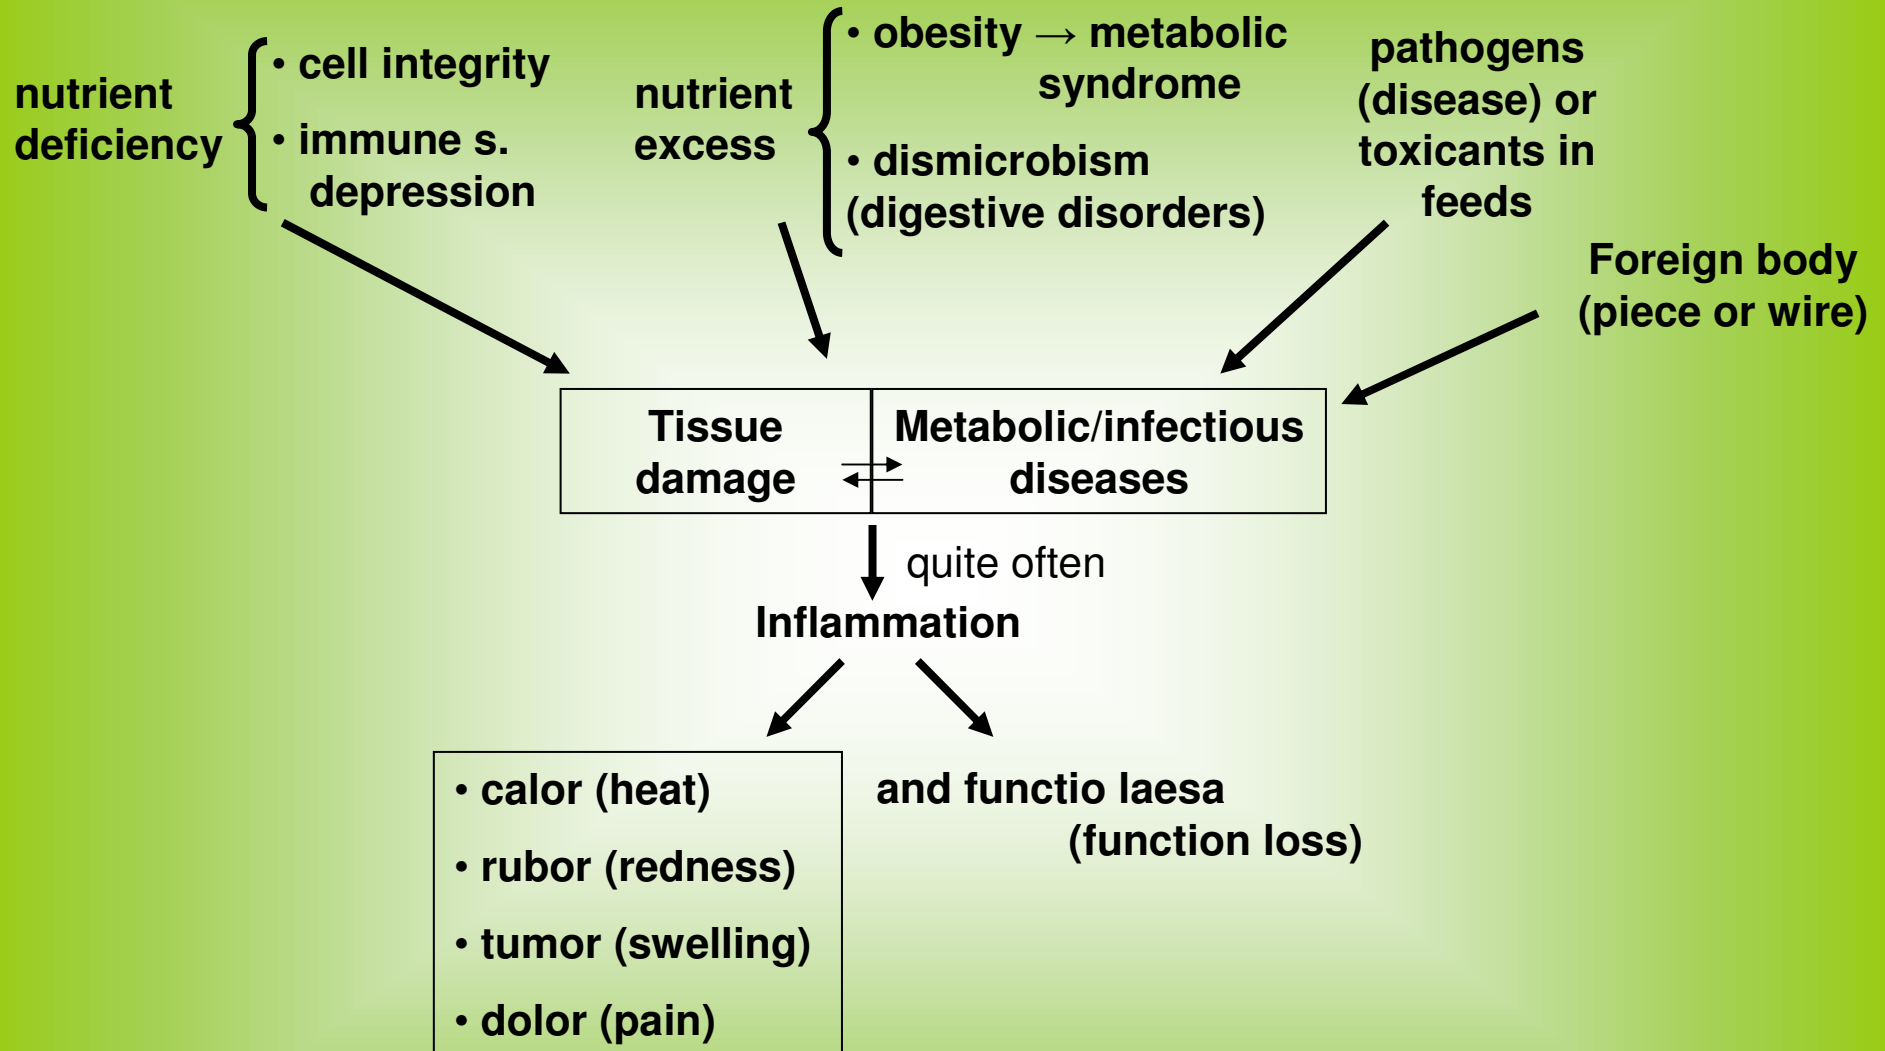 nutrient
deficiency
• cell integrity
• immune s.
depression
nutrient
excess
• obesity → metabolic
syndrome
• dismicrobism
(digestive disorders)
pathogens
(disease) or
toxicants in
feeds
Foreign body
(piece or wire)
Tissue
damage
Metabolic/infectious
diseases
quite often
Inflammation
• calor (heat)
• rubor (redness)
• tumor (swelling)
• dolor (pain)
and functio laesa
(function loss)